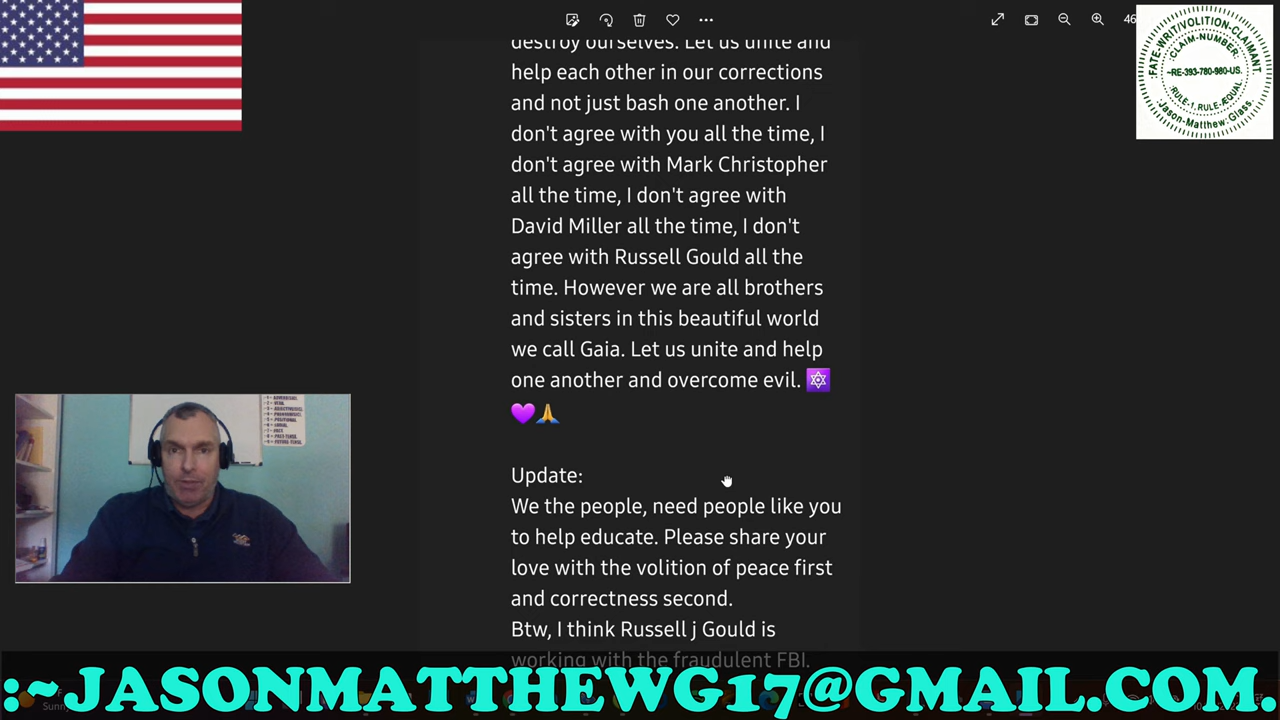 46
destroy ourselves. Let us unite and
help each other in our corrections
and not just bash one another. I
don't agree with you all the time, I
don't agree with Mark Christopher
all the time, I don't agree with
David Miller all the time, I don't
agree with Russell Gould all the
time. However we are all brothers
and sisters in this beautiful world
we call Gaia. Let us unite and help
one another and overcome evil. 🔯
💜🙏
Update:
We the people, need people like you
to help educate. Please share your
love with the volition of peace first
and correctness second.
Btw, I think Russell j Gould is
working with the fraudulent FBI.
:FATE-WRIT/VOLITION-CLAIMANT.
CLAIM-NUMBER:
~RE-393-780-980-US.
:RULE-1. RULE-ÆQUAL.
:Jason-Matthew: Glass.
:~JASONMATTHEWG17@GMAIL.COM.
Sunny